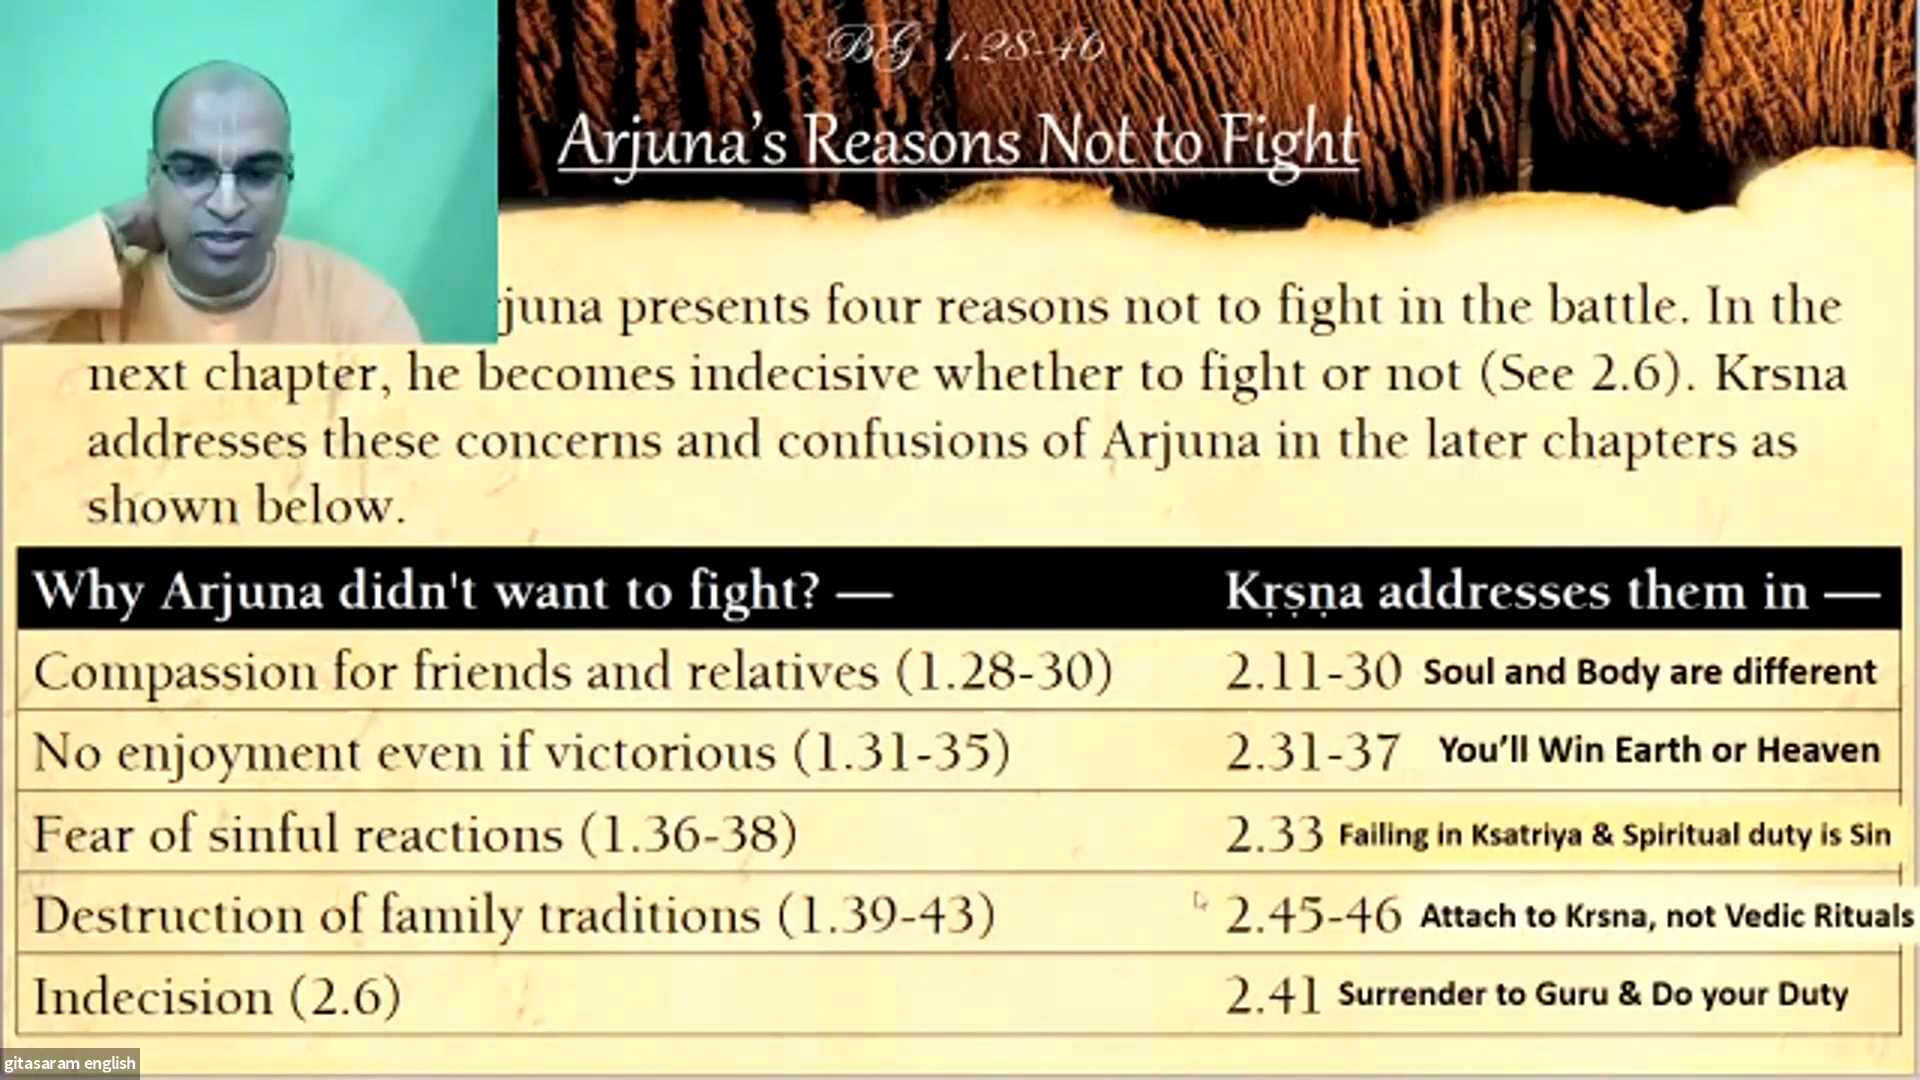 BG 1.28-46
Arjuna's Reasons Not to Fight
juna presents four reasons not to fight in the battle. In the
next chapter, he becomes indecisive whether to fight or not (See 2.6). Krsna
addresses these concerns and confusions of Arjuna in the later chapters as
shown below.
Why Arjuna didn't want to fight? — Kṛṣṇa addresses them in —
Compassion for friends and relatives (1.28-30) 2.11-30 Soul and Body are different
No enjoyment even if victorious (1.31-35) 2.31-37 You'll Win Earth or Heaven
Fear of sinful reactions (1.36-38) 2.33 Failing in Ksatriya & Spiritual duty is Sin
Destruction of family traditions (1.39-43) 2.45-46 Attach to Krsna, not Vedic Rituals
Indecision (2.6) 2.41 Surrender to Guru & Do your Duty
gitasaram english